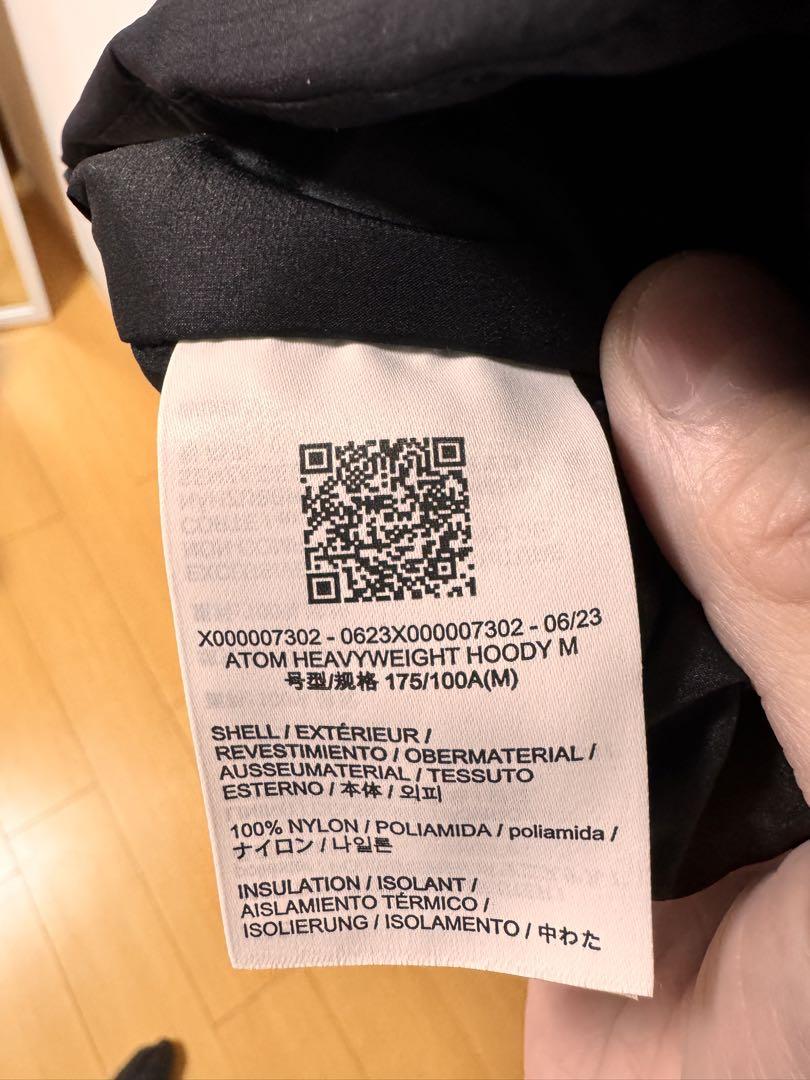 X000007302 - 0623X000007302 - 06/23
ATOM HEAVYWEIGHT HOODY M
号型/规格 175/100A(M)
SHELL / EXTÉRIEUR /
REVESTIMIENTO / OBERMATERIAL /
AUSSEUMATERIAL / TESSUTO
ESTERNO / 本体 / 외피
100% NYLON / POLIAMIDA / poliamida /
ナイロン / 나일론
INSULATION / ISOLANT /
AISLAMIENTO TÉRMICO /
ISOLIERUNG / ISOLAMENTO / 中わた